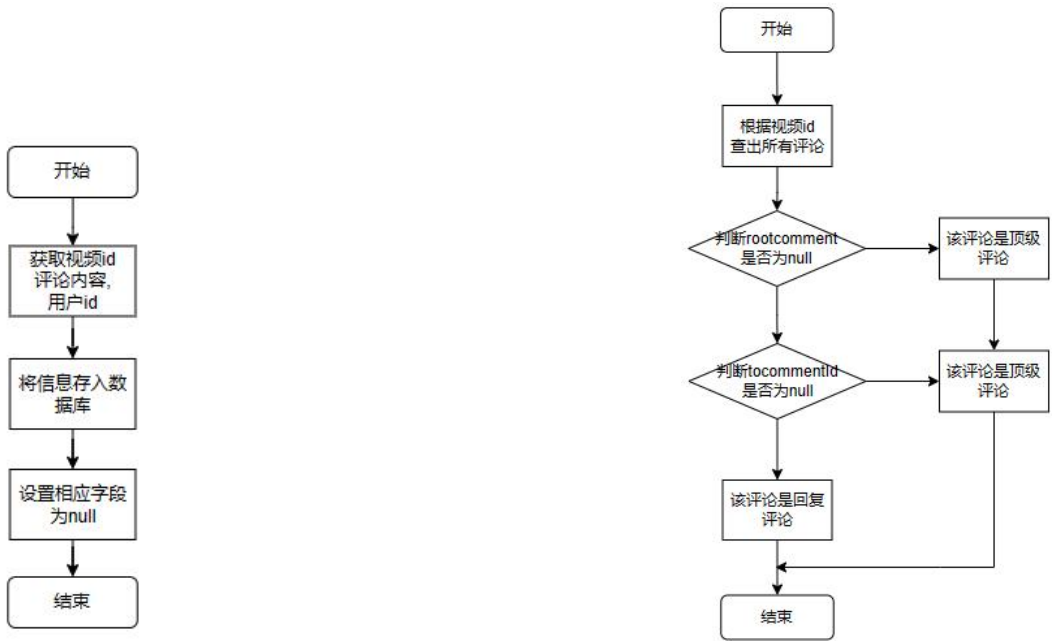 开始
获取视频id
评论内容,
用户id
将信息存入数
据库
设置相应字段
为null
结束
开始
根据视频id
查出所有评论
判断rootcomment
是否为null
该评论是顶级
评论
判断tocommentId
是否为null
该评论是顶级
评论
该评论是回复
评论
结束